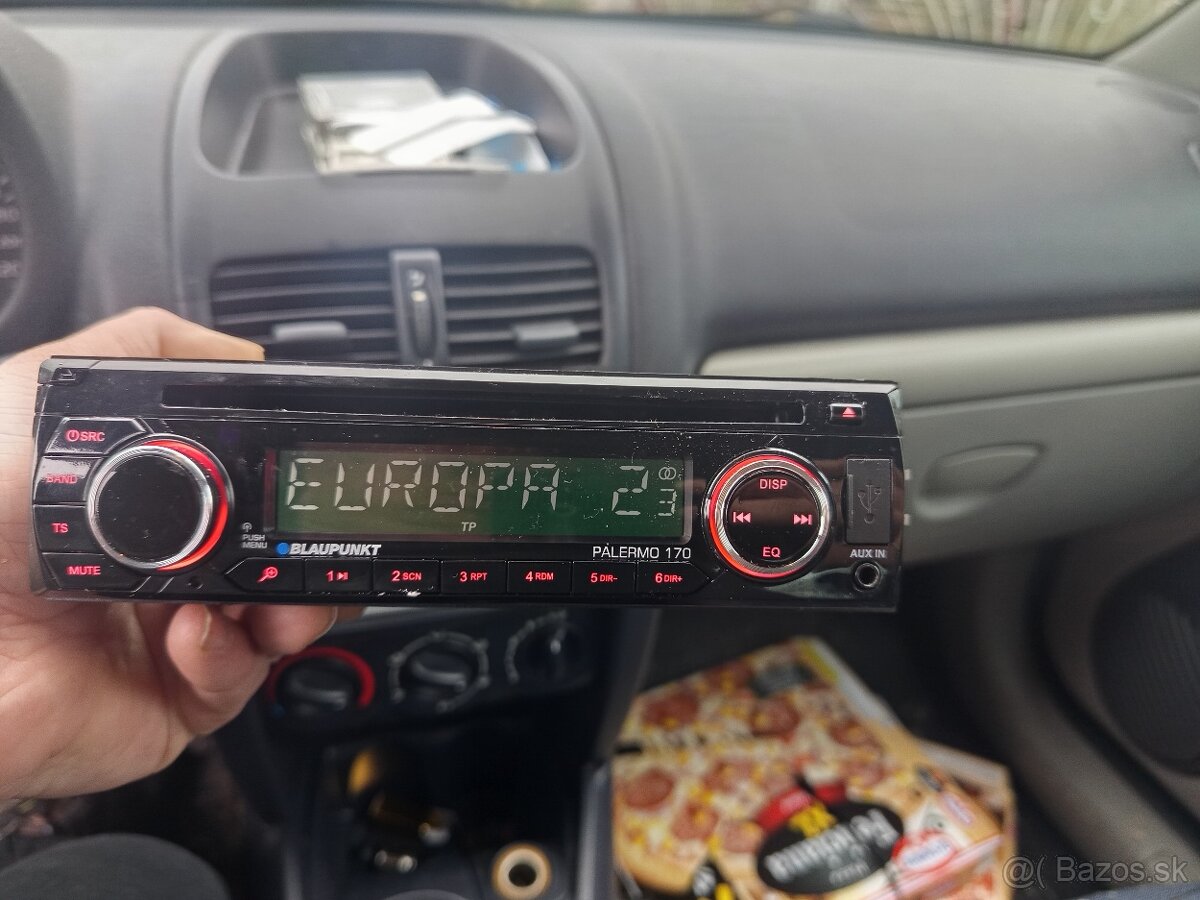 SRC
BAND
TS
MUTE
EUROPA 2
TP
PUSH
MENU
BLAUPUNKT
PALERMO 170
1
2 SCN
3 RPT
4 RDM
5 DIR-
6 DIR+
DISP
EQ
AUX IN
@( Bazos.sk